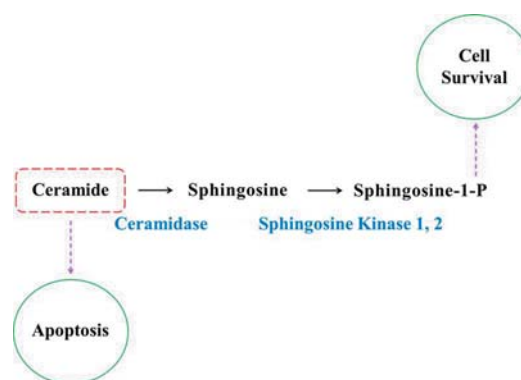 Cell
Survival
Ceramide
Sphingosine
Sphingosine-1-P
Ceramidase
Sphingosine Kinase 1, 2
Apoptosis